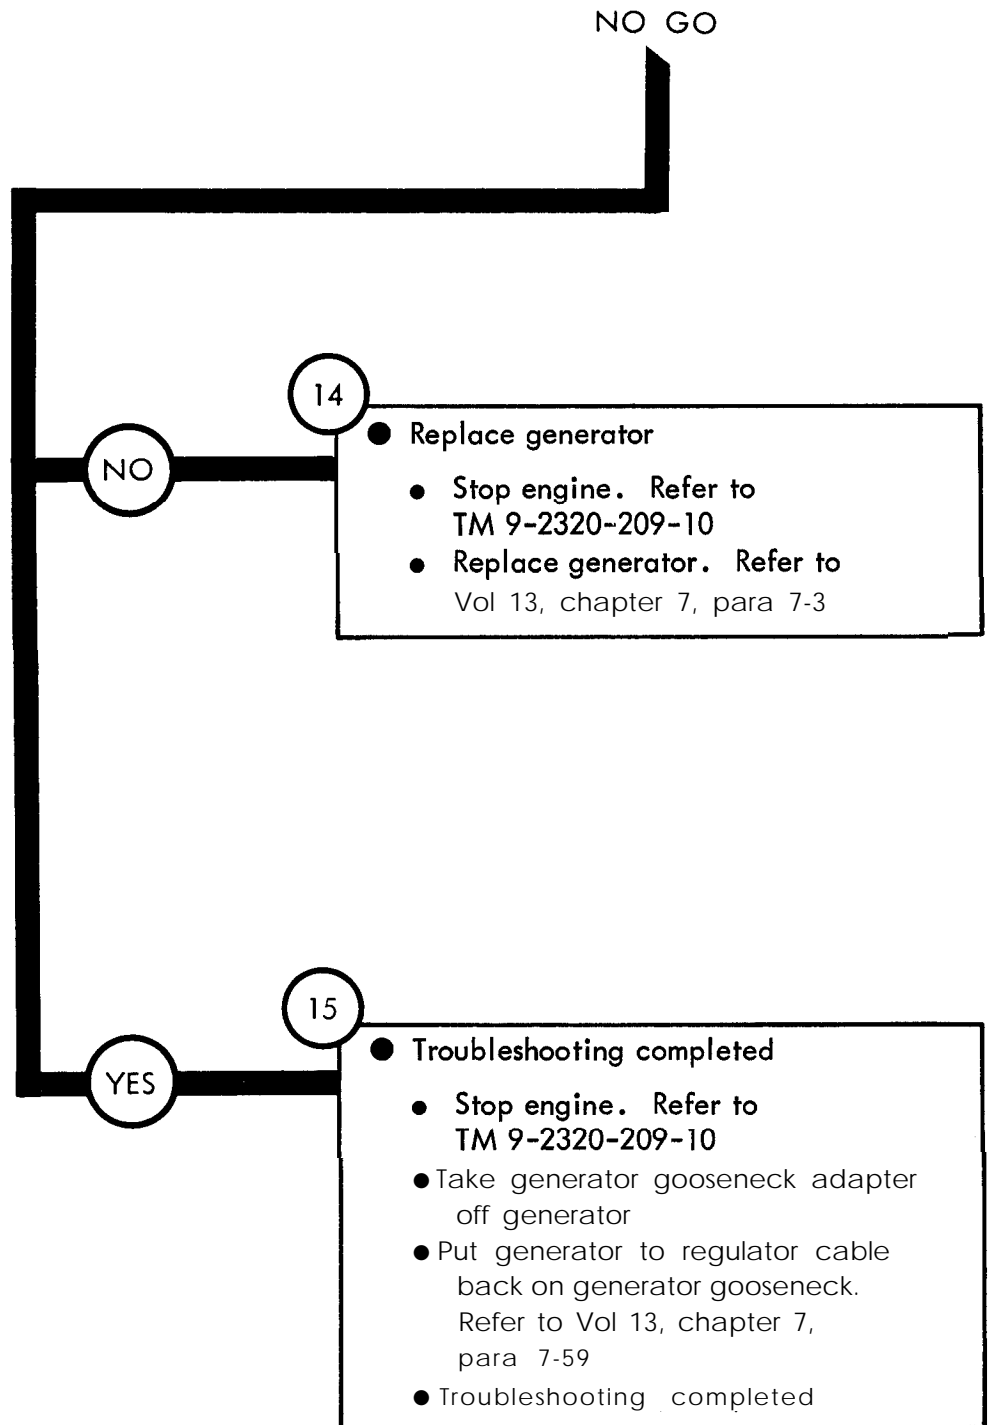 NO GO
14
● Replace generator
NO
● Stop engine. Refer to
TM 9-2320-209-10
● Replace generator. Refer to
Vol 13, chapter 7, para 7-3
15
● Troubleshooting completed
YES
● Stop engine. Refer to
TM 9-2320-209-10
● Take generator gooseneck adapter
off generator
● Put generator to regulator cable
back on generator gooseneck.
Refer to Vol 13, chapter 7,
para 7-59
● Troubleshooting completed